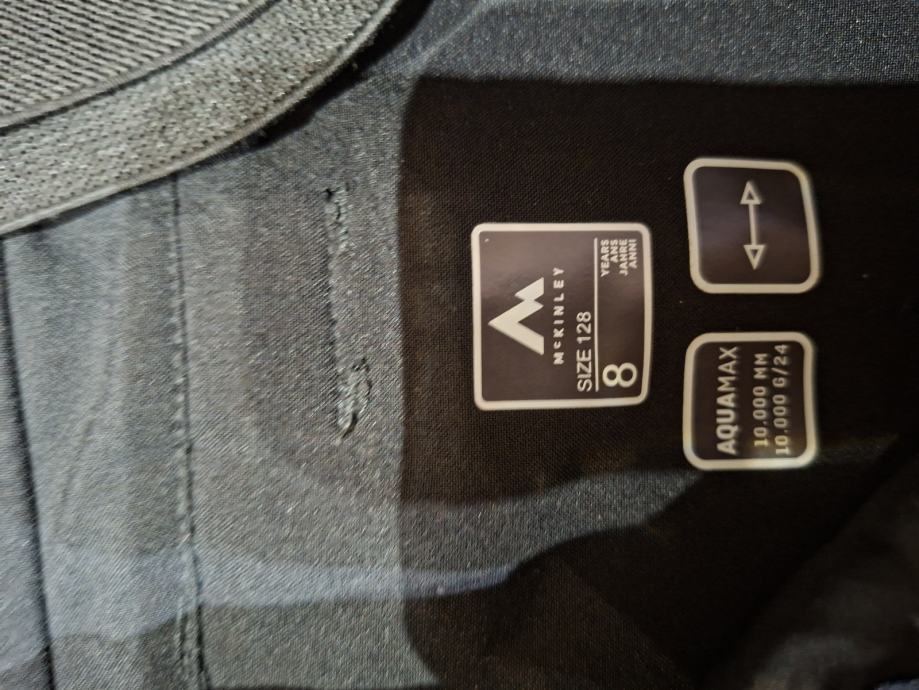 McKINLEY
SIZE 128
8 YEARS
ANS
JAHRE
ANNI
AQUAMAX
10.000 MM
10.000 G/24